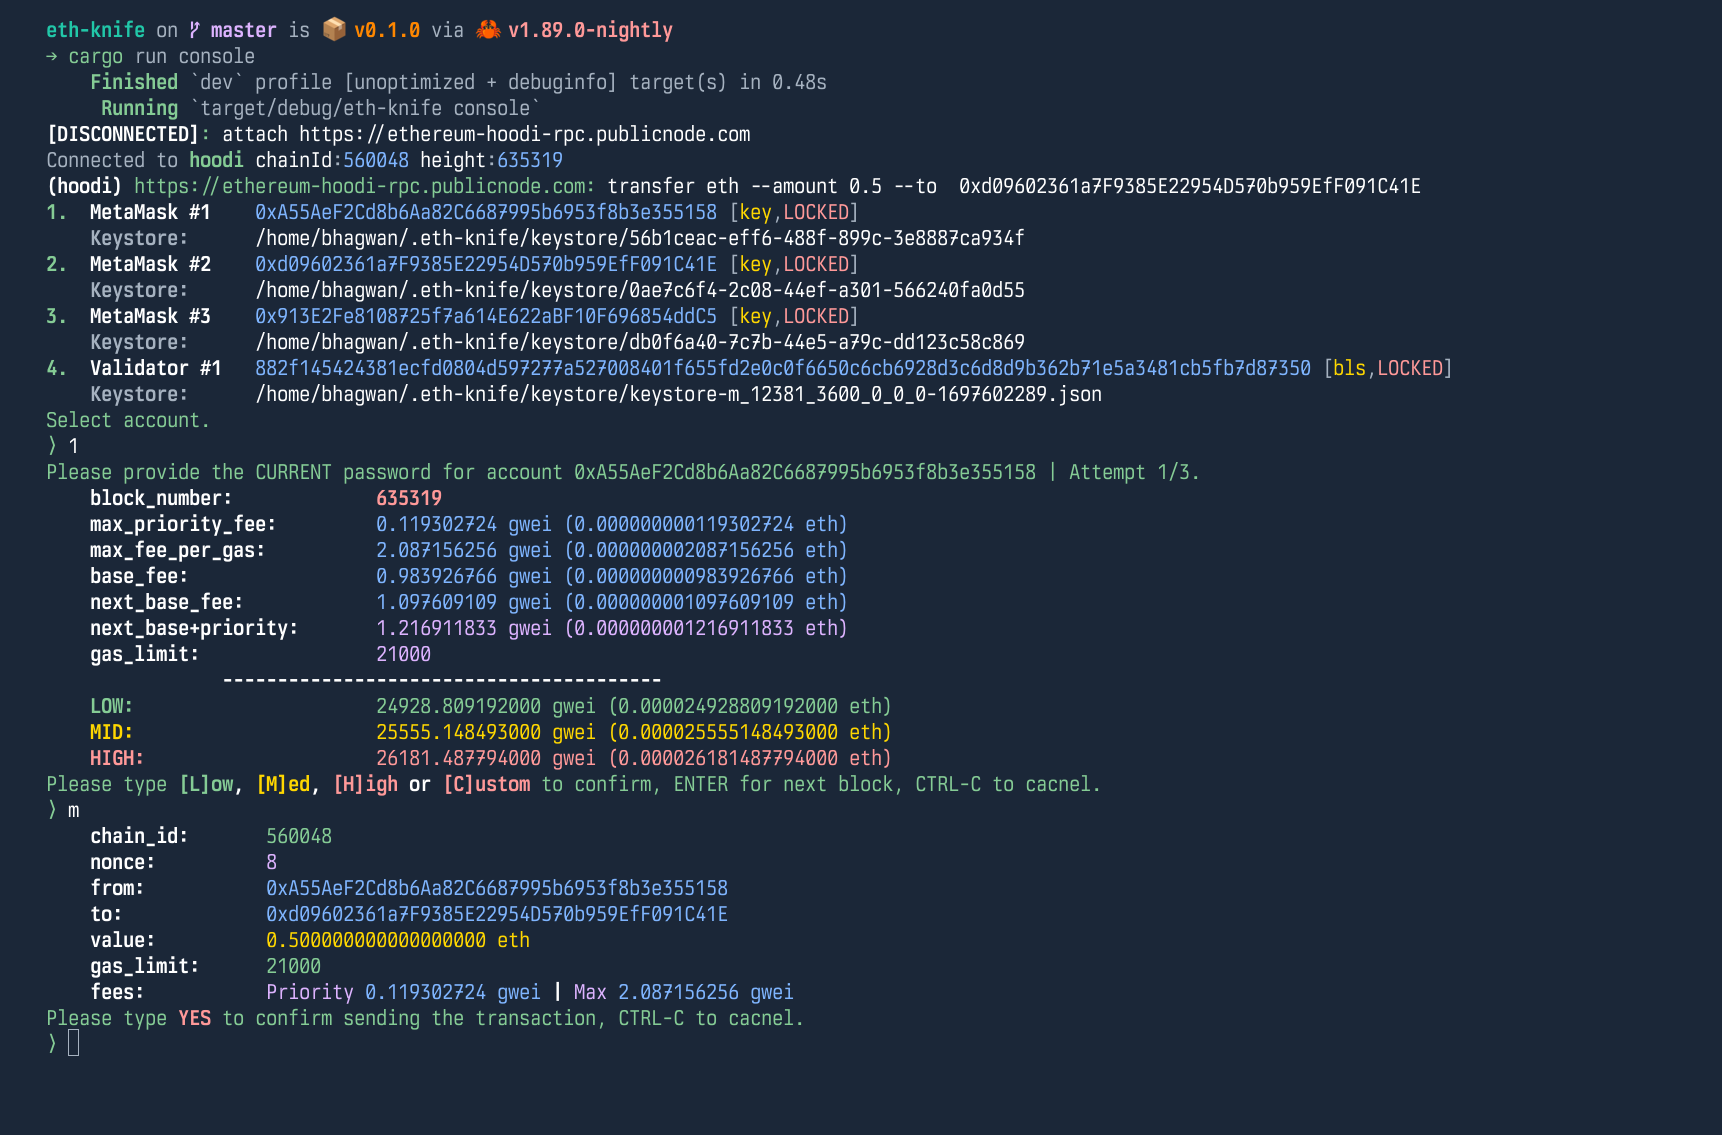 eth-knife on master is 📦 v0.1.0 via 🦀 v1.89.0-nightly
→ cargo run console
Finished `dev` profile [unoptimized + debuginfo] target(s) in 0.48s
Running `target/debug/eth-knife console`
[DISCONNECTED]: attach https://ethereum-hoodi-rpc.publicnode.com
Connected to hoodi chainId:560048 height:635319
(hoodi) https://ethereum-hoodi-rpc.publicnode.com: transfer eth --amount 0.5 --to  0xd09602361a7F9385E22954D570b959EfF091C41E
1. MetaMask #1 0xA55AeF2Cd8b6Aa82C6687995b6953f8b3e355158 [key,LOCKED]
Keystore: /home/bhagwan/.eth-knife/keystore/56b1ceac-eff6-488f-899c-3e8887ca934f
2. MetaMask #2 0xd09602361a7F9385E22954D570b959EfF091C41E [key,LOCKED]
Keystore: /home/bhagwan/.eth-knife/keystore/0ae7c6f4-2c08-44ef-a301-566240fa0d55
3. MetaMask #3 0x913E2Fe8108725f7a614E622aBF10F696854ddC5 [key,LOCKED]
Keystore: /home/bhagwan/.eth-knife/keystore/db0f6a40-7c7b-44e5-a79c-dd123c58c869
4. Validator #1 882f145424381ecfd0804d597277a527008401f655fd2e0c0f6650c6cb6928d3c6d8d9b362b71e5a3481cb5fb7d87350 [bls,LOCKED]
Keystore: /home/bhagwan/.eth-knife/keystore/keystore-m_12381_3600_0_0_0-1697602289.json
Select account.
⟩ 1
Please provide the CURRENT password for account 0xA55AeF2Cd8b6Aa82C6687995b6953f8b3e355158 | Attempt 1/3.
block_number: 635319
max_priority_fee: 0.119302724 gwei (0.000000000119302724 eth)
max_fee_per_gas: 2.087156256 gwei (0.000000002087156256 eth)
base_fee: 0.983926766 gwei (0.000000000983926766 eth)
next_base_fee: 1.097609109 gwei (0.000000001097609109 eth)
next_base+priority: 1.216911833 gwei (0.000000001216911833 eth)
gas_limit: 21000
----------------------------------------
LOW: 24928.809192000 gwei (0.000024928809192000 eth)
MID: 25555.148493000 gwei (0.000025555148493000 eth)
HIGH: 26181.487794000 gwei (0.000026181487794000 eth)
Please type [L]ow, [M]ed, [H]igh or [C]ustom to confirm, ENTER for next block, CTRL-C to cacnel.
⟩ m
chain_id: 560048
nonce: 8
from: 0xA55AeF2Cd8b6Aa82C6687995b6953f8b3e355158
to: 0xd09602361a7F9385E22954D570b959EfF091C41E
value: 0.500000000000000000 eth
gas_limit: 21000
fees: Priority 0.119302724 gwei | Max 2.087156256 gwei
Please type YES to confirm sending the transaction, CTRL-C to cacnel.
⟩